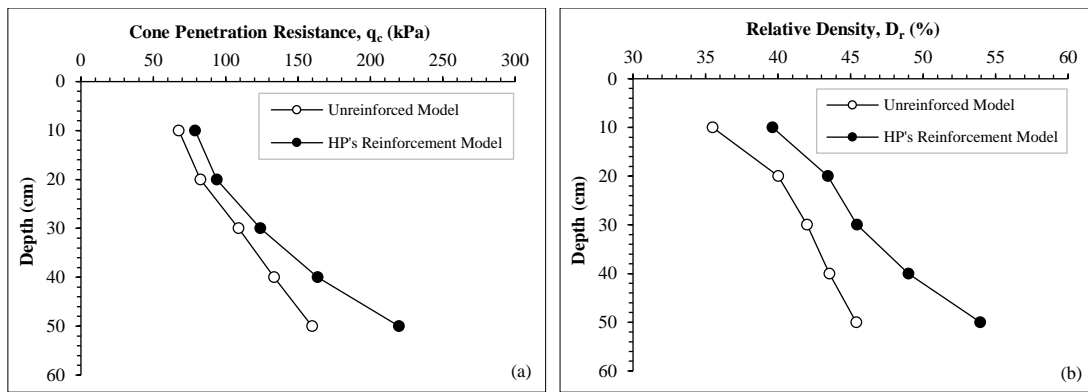 Cone Penetration Resistance, qc (kPa)
0 50 100 150 200 250 300
0
10
20
30
40
50
60
Depth (cm)
Unreinforced Model
HP's Reinforcement Model
(a)
Relative Density, Dr (%)
30 35 40 45 50 55 60
0
10
20
30
40
50
60
Depth (cm)
Unreinforced Model
HP's Reinforcement Model
(b)